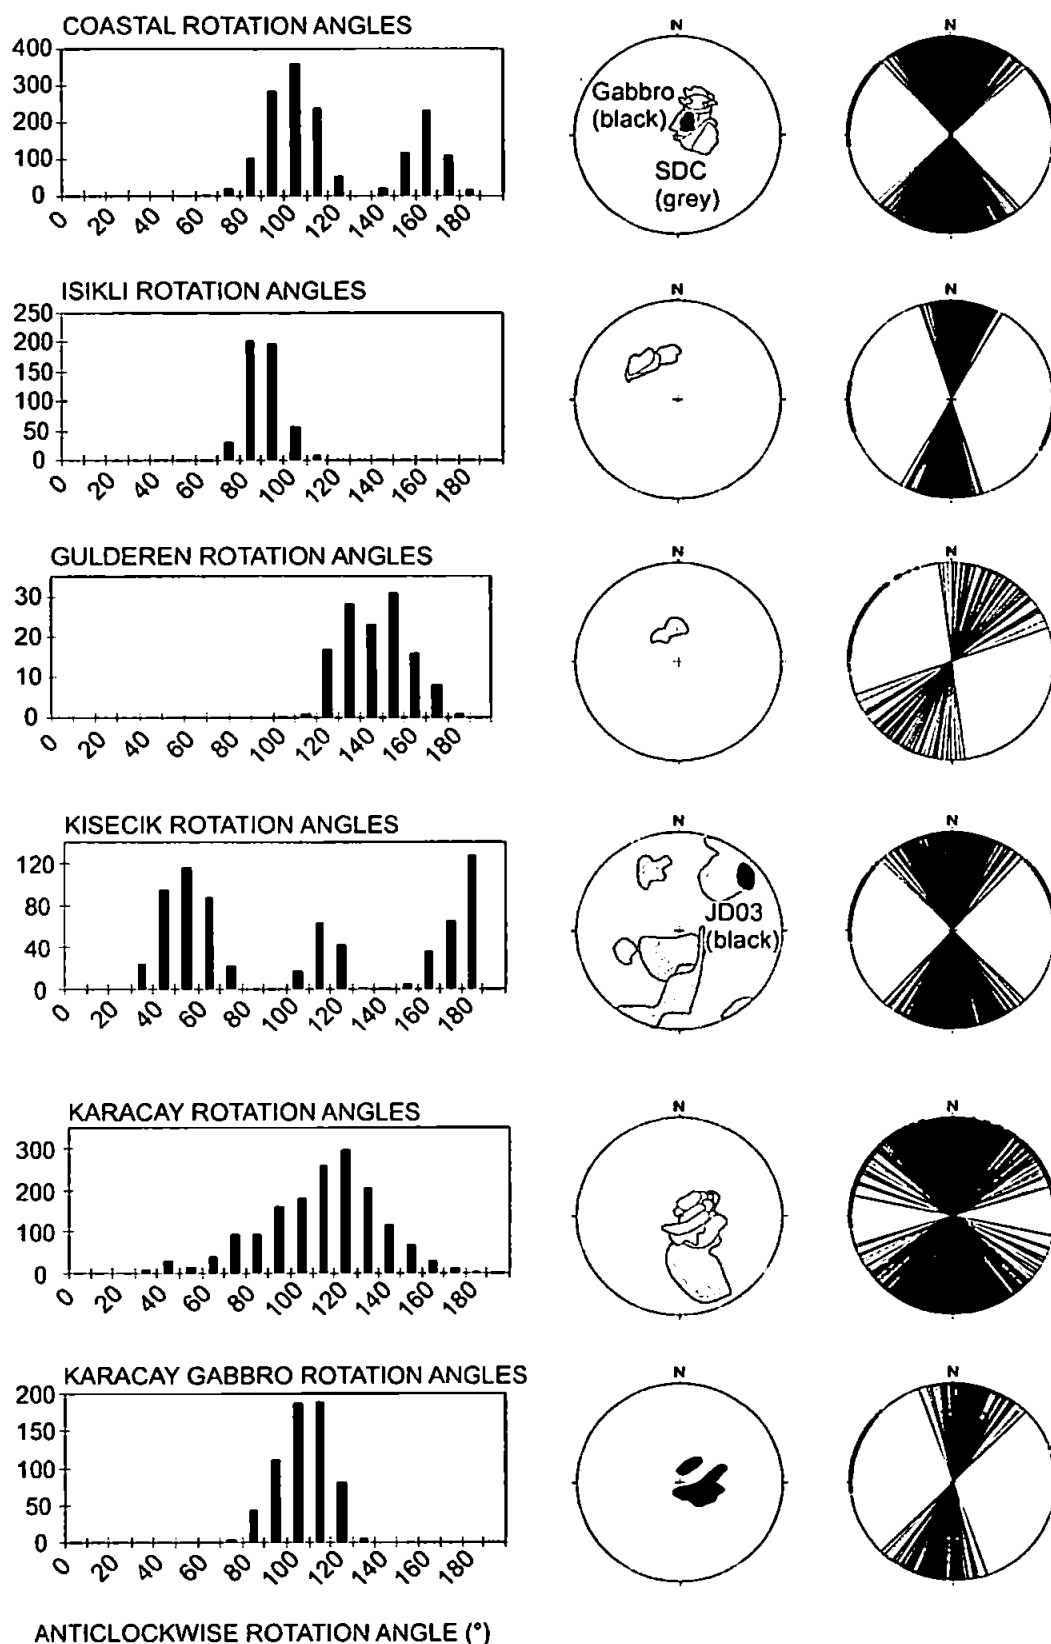 COASTAL ROTATION ANGLES
400
300
200
100
0
0 20 40 60 80 100 120 140 160 180
N
Gabbro
(black)
SDC
(grey)
N
ISIKLI ROTATION ANGLES
250
200
150
100
50
0
0 20 40 60 80 100 120 140 160 180
N
N
GULDEREN ROTATION ANGLES
30
20
10
0
0 20 40 60 80 100 120 140 160 180
N
N
KISECIK ROTATION ANGLES
120
80
40
0
0 20 40 60 80 100 120 140 160 180
N
JD03
(black)
N
KARACAY ROTATION ANGLES
300
200
100
0
0 20 40 60 80 100 120 140 160 180
N
N
KARACAY GABBRO ROTATION ANGLES
200
150
100
50
0
0 20 40 60 80 100 120 140 160 180
N
N
ANTICLOCKWISE ROTATION ANGLE (°)